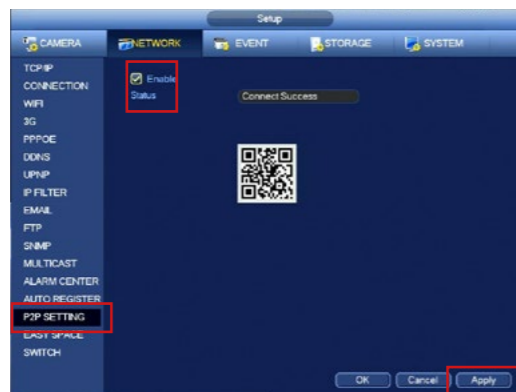 Setup
CAMERA
NETWORK
EVENT
STORAGE
SYSTEM
TCP/IP
CONNECTION
WIFI
3G
PPPOE
DDNS
UPNP
IP FILTER
EMAIL
FTP
SNMP
MULTICAST
ALARM CENTER
AUTO REGISTER
P2P SETTING
EASY SPACE
SWITCH
Enable
Status
Connect Success
OK
Cancel
Apply